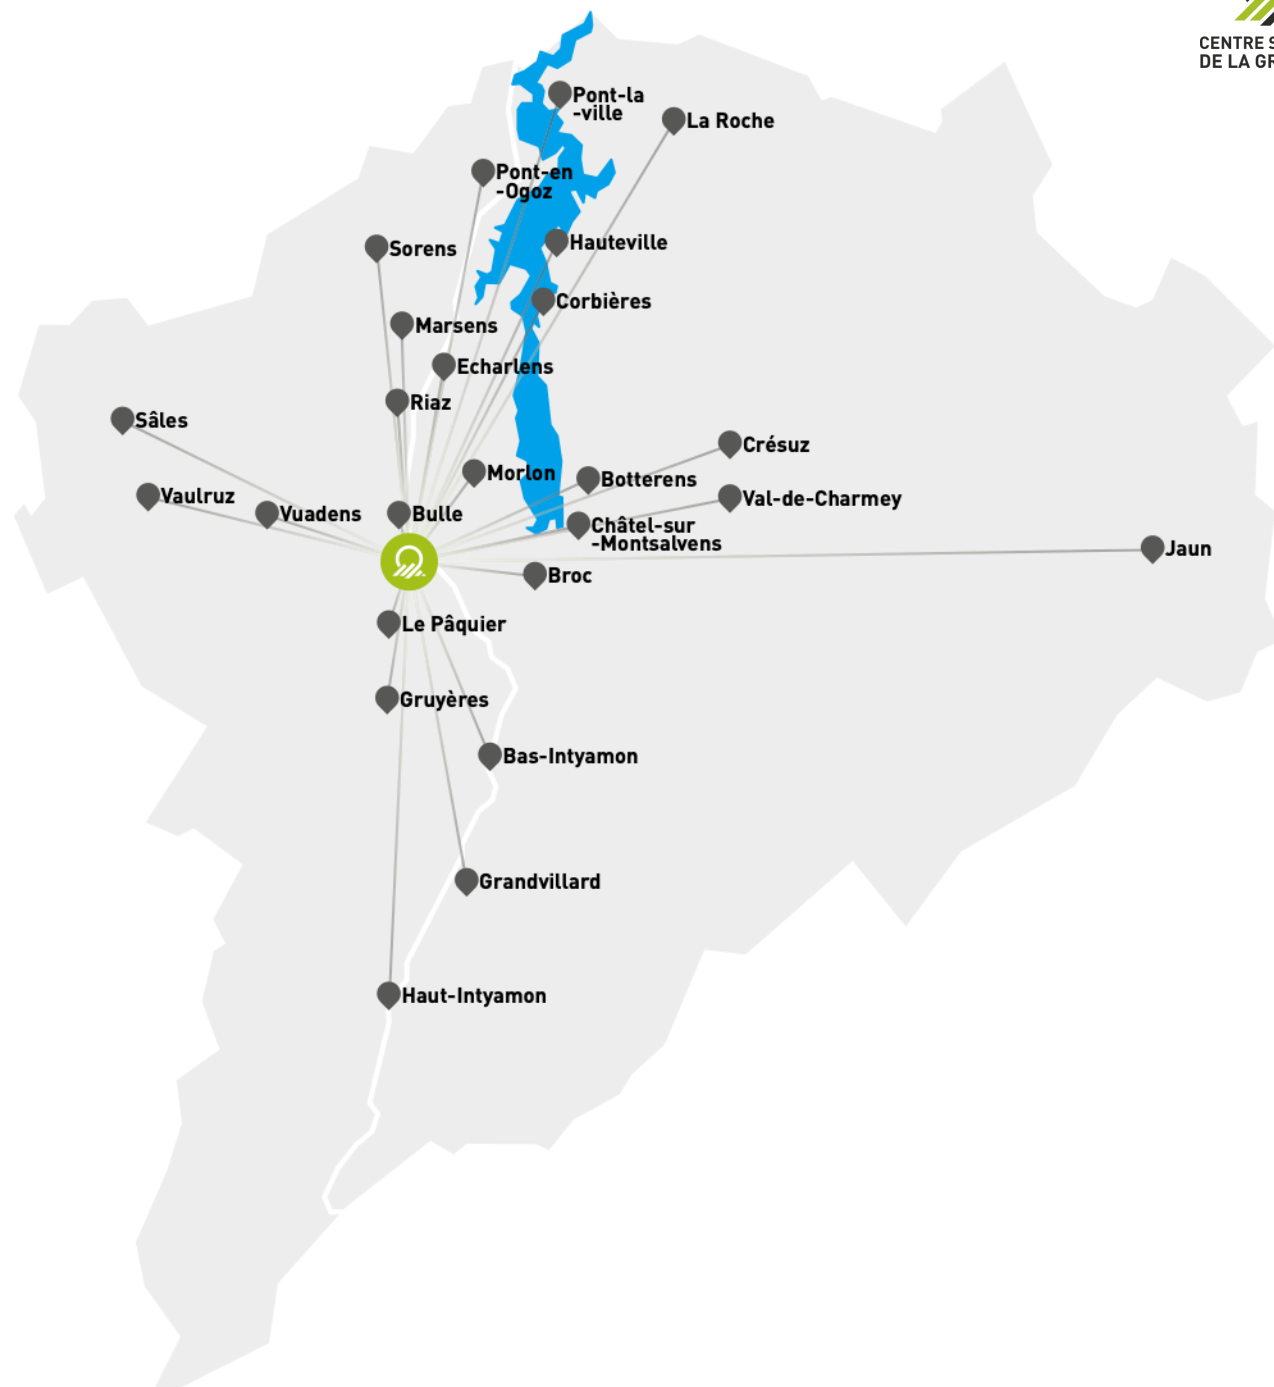 CENTRE S
DE LA GR
Pont-la
-ville
La Roche
Pont-en
-Ogoz
Sorens
Hauteville
Corbières
Marsens
Echarlens
Riaz
Sâles
Crésuz
Morlon
Botterens
Vaulruz
Val-de-Charmey
Vuadens
Bulle
Châtel-sur
-Montsalvens
Jaun
Broc
Le Pâquier
Gruyères
Bas-Intyamon
Grandvillard
Haut-Intyamon